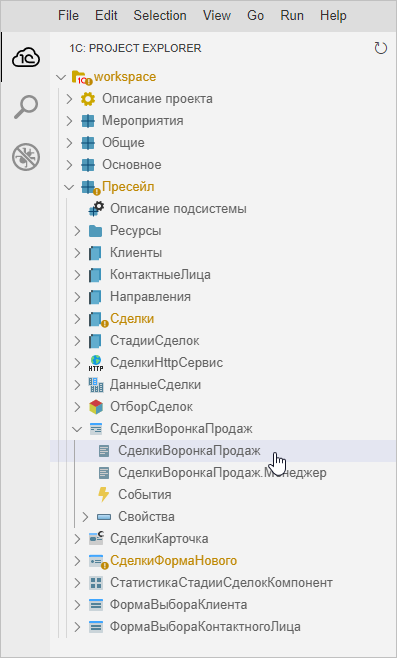 File Edit Selection View Go Run Help
1C: PROJECT EXPLORER
workspace
Описание проекта
Мероприятия
Общие
Основное
Пресейл
Описание подсистемы
Ресурсы
Клиенты
КонтактныеЛица
Направления
Сделки
СтадииСделок
HTTP СделкиHttpСервис
ДанныеСделки
ОтборСделок
СделкиВоронкаПродаж
СделкиВоронкаПродаж
СделкиВоронкаПродаж.Менеджер
События
Свойства
СделкиКарточка
СделкиФормаНового
СтатистикаСтадииСделокКомпонент
ФормаВыбораКлиента
ФормаВыбораКонтактногоЛица